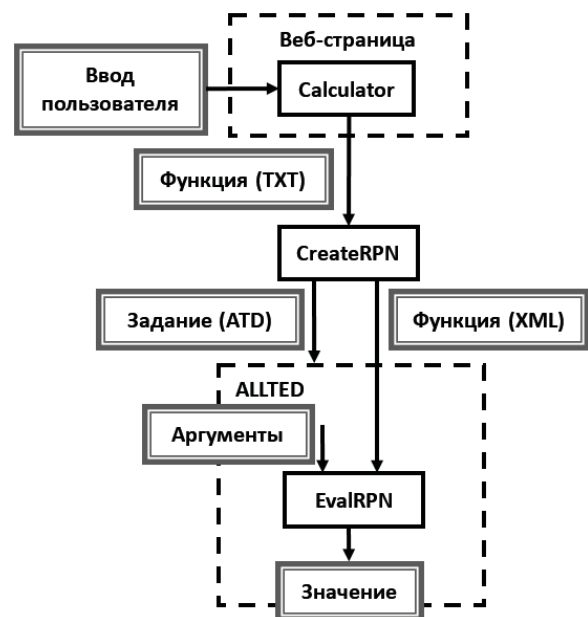 Веб-страница
Ввод
пользователя
Calculator
Функция (TXT)
CreateRPN
Задание (ATD)
Функция (XML)
ALLTED
Аргументы
EvalRPN
Значение